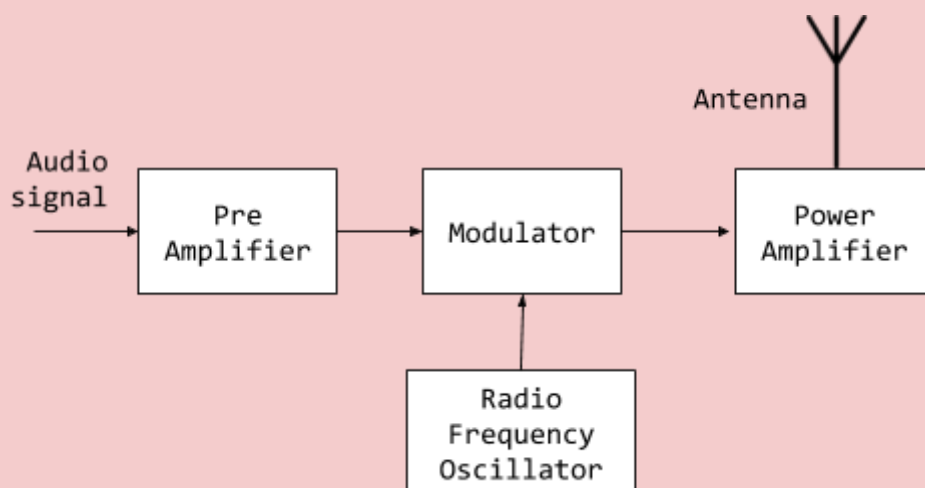 Antenna
Audio
signal
Pre
Amplifier
Modulator
Power
Amplifier
Radio
Frequency
Oscillator